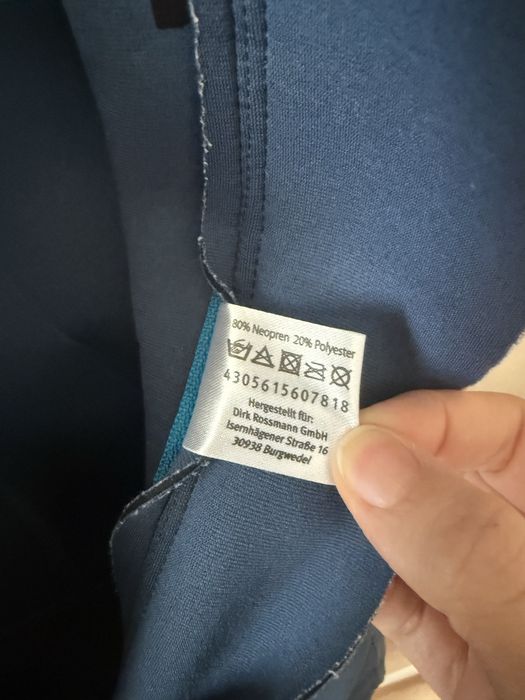 80% Neopren 20% Polyester
4305615607818
Hergestellt für:
Dirk Rossmann GmbH
Isernhägener Straße 16
30938 Burgwedel